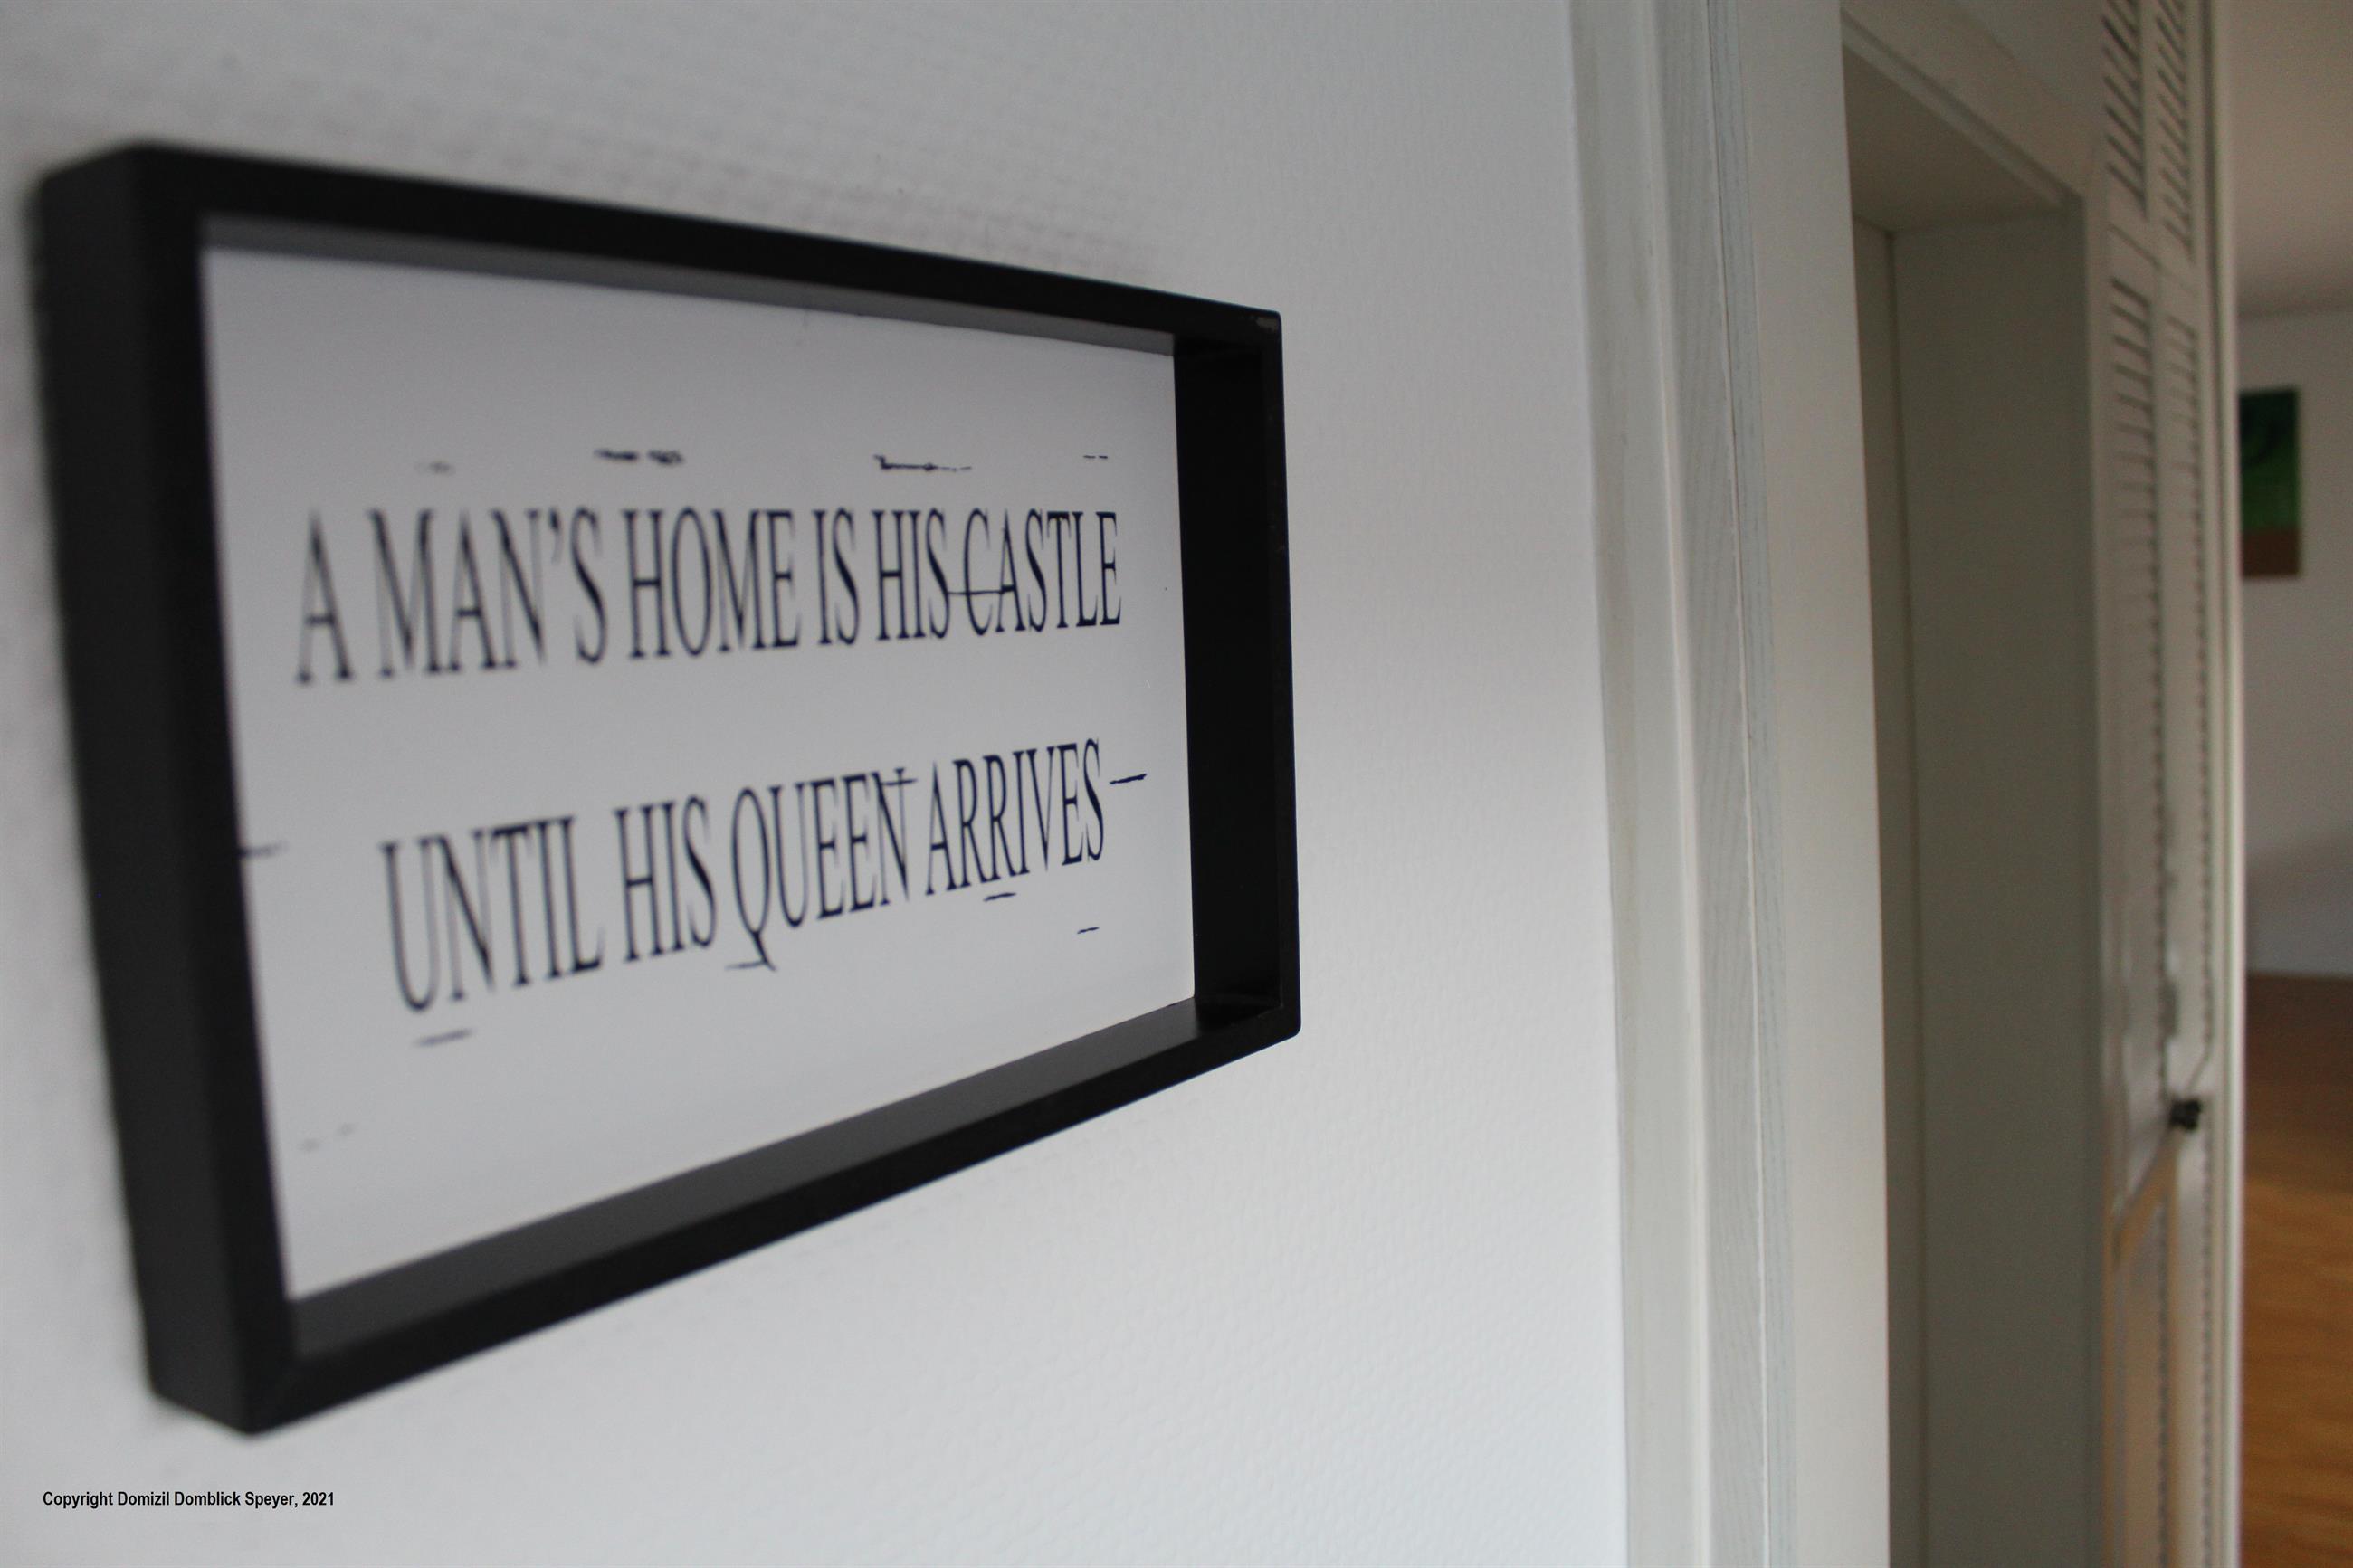 A MAN’S HOME IS HIS CASTLE
UNTIL HIS QUEEN ARRIVES
Copyright Domizil Domblick Speyer, 2021